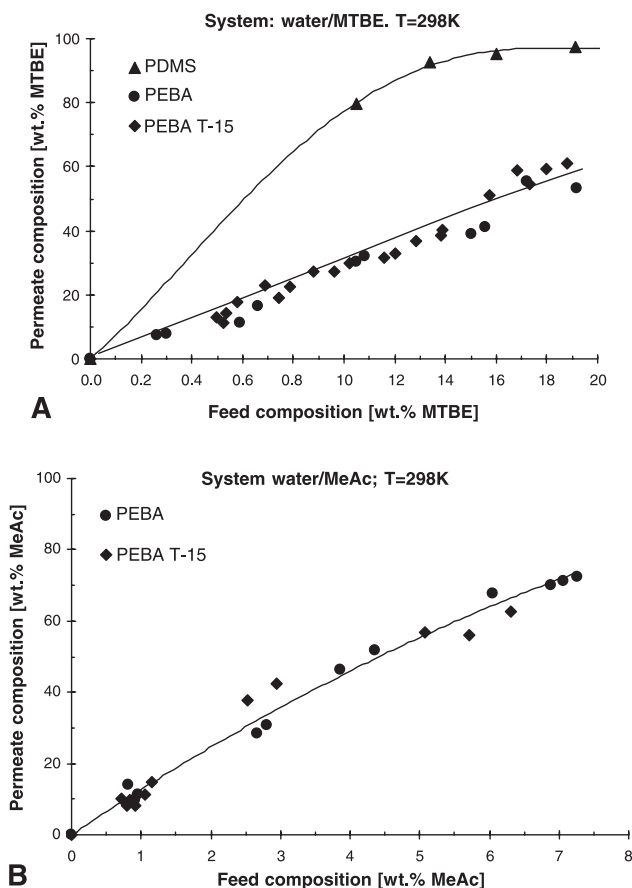 System: water/MTBE. T=298K
Permeate composition [wt.% MTBE]
100
80
60
40
20
0
PDMS
PEBA
PEBA T-15
0.0 0.2 0.4 0.6 0.8 10 12 14 16 18 20
Feed composition [wt.% MTBE]
A
System water/MeAc; T=298K
Permeate composition [wt.% MeAc]
100
80
60
40
20
0
PEBA
PEBA T-15
0 1 2 3 4 5 6 7 8
Feed composition [wt.% MeAc]
B